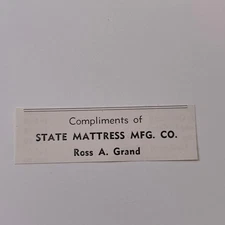 Compliments of
STATE MATTRESS MFG. CO.
Ross A. Grand